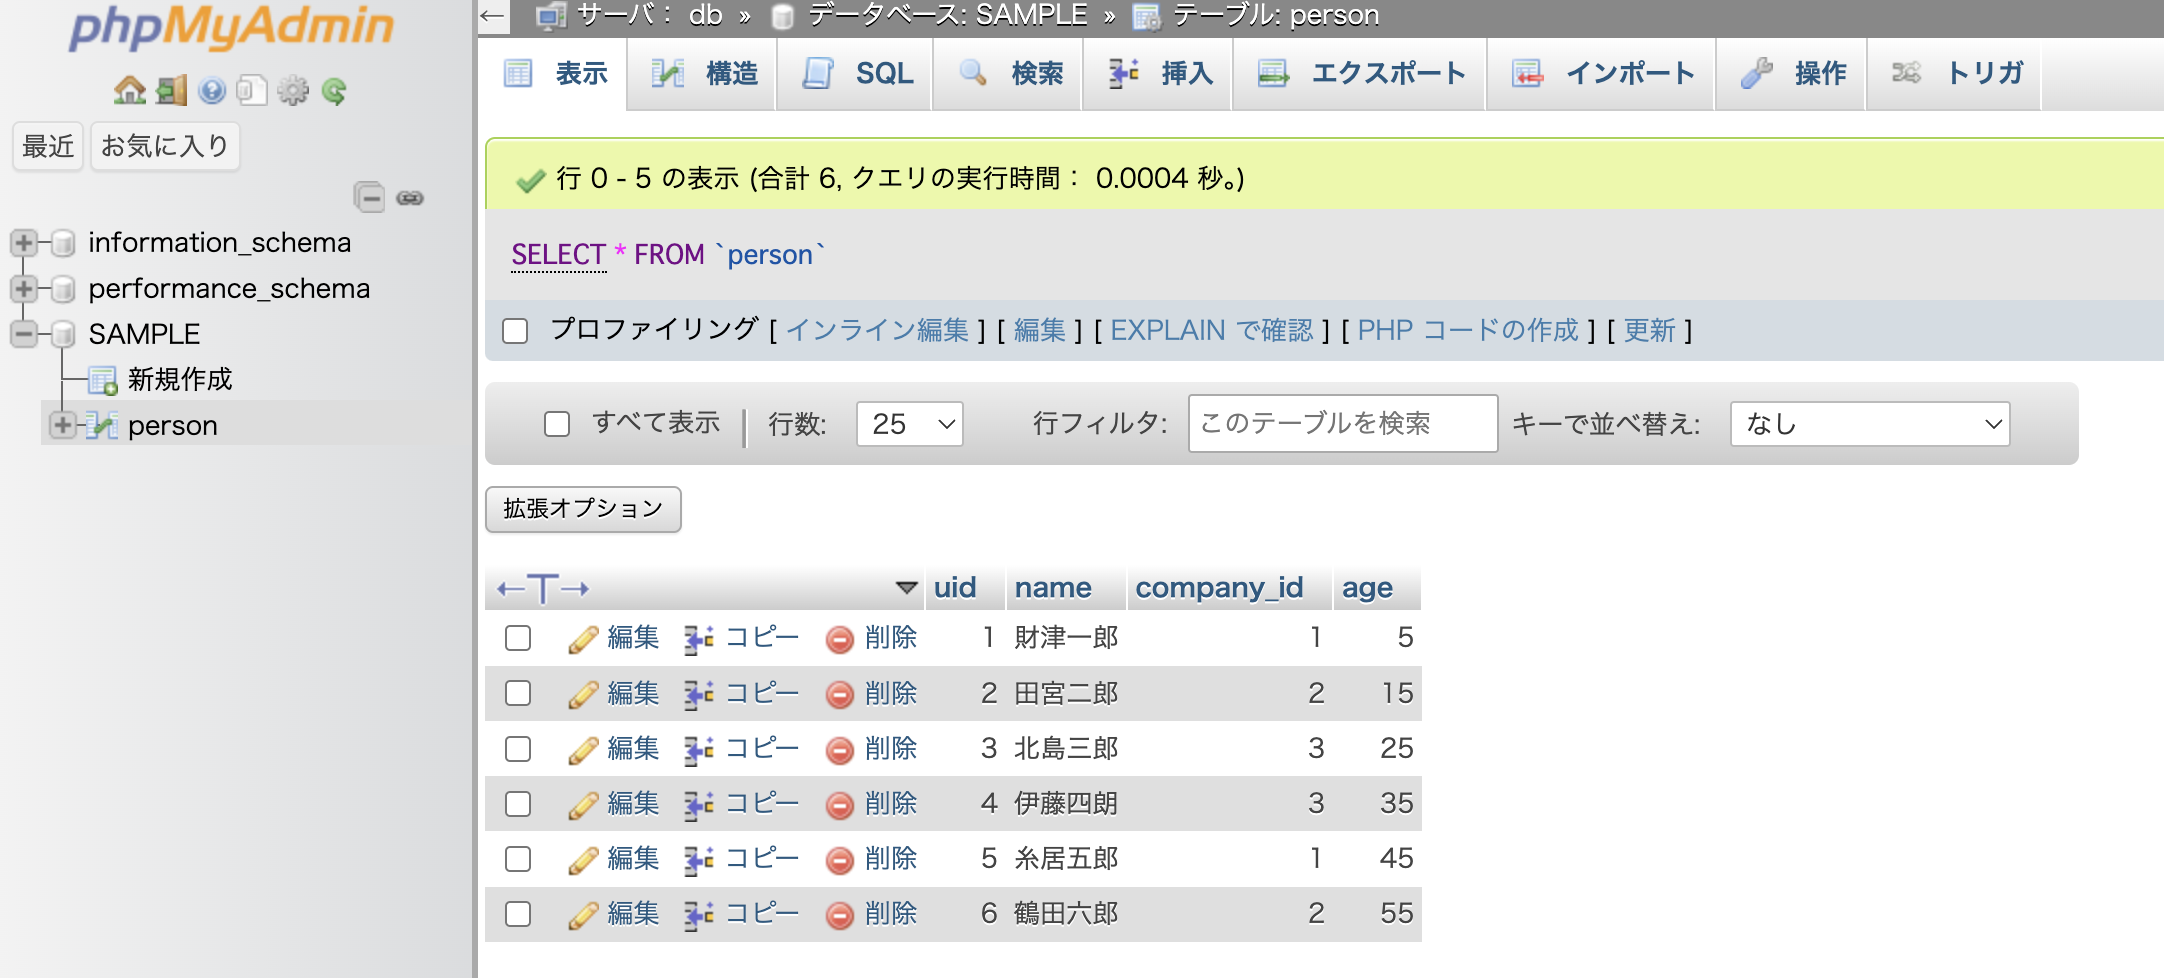 phpMyAdmin
最近 お気に入り
information_schema
performance_schema
SAMPLE
新規作成
person
← サーバ： db » データベース: SAMPLE » テーブル: person
表示 構造 SQL 検索 挿入 エクスポート インポート 操作 トリガ
行 0 - 5 の表示 (合計 6, クエリの実行時間： 0.0004 秒。)
SELECT * FROM `person`
プロファイリング [ インライン編集 ] [ 編集 ] [ EXPLAIN で確認 ] [ PHP コードの作成 ] [ 更新 ]
すべて表示 | 行数: 25 行フィルタ: このテーブルを検索 キーで並べ替え: なし
拡張オプション
←T→ uid name company_id age
編集 コピー 削除 1 財津一郎 1 5
編集 コピー 削除 2 田宮二郎 2 15
編集 コピー 削除 3 北島三郎 3 25
編集 コピー 削除 4 伊藤四朗 3 35
編集 コピー 削除 5 糸居五郎 1 45
編集 コピー 削除 6 鶴田六郎 2 55